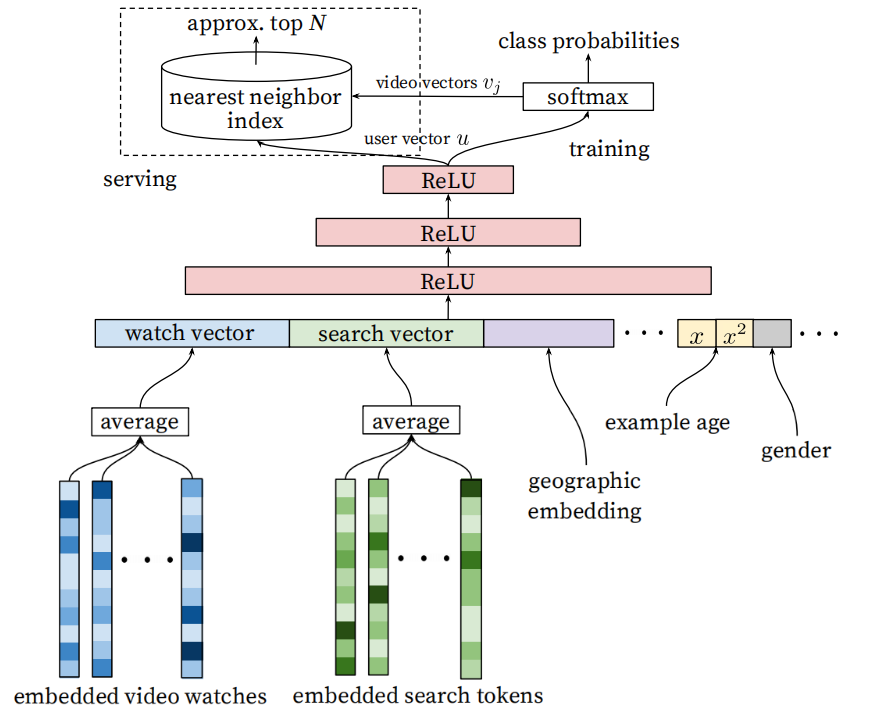 approx. top N
class probabilities
video vectors v_j
nearest neighbor
index
softmax
user vector u
training
serving
ReLU
ReLU
ReLU
watch vector
search vector
x
x²
average
average
example age
gender
geographic
embedding
embedded video watches
embedded search tokens